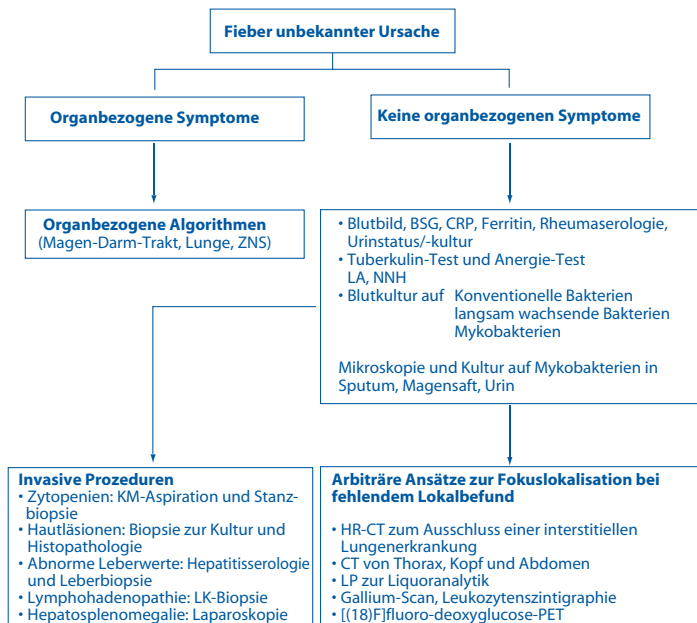 Fieber unbekannter Ursache
Organbezogene Symptome
Keine organbezogenen Symptome
Organbezogene Algorithmen
(Magen-Darm-Trakt, Lunge, ZNS)
• Blutbild, BSG, CRP, Ferritin, Rheumaserologie,
Urinstatus/-kultur
• Tuberkulin-Test und Anergie-Test
LA, NNH
• Blutkultur auf Konventionelle Bakterien
langsam wachsende Bakterien
Mykobakterien
Mikroskopie und Kultur auf Mykobakterien in
Sputum, Magensaft, Urin
Invasive Prozeduren
• Zytopenien: KM-Aspiration und Stanz-
biopsie
• Hautläsionen: Biopsie zur Kultur und
Histopathologie
• Abnorme Leberwerte: Hepatitisserologie
und Leberbiopsie
• Lymphohadenopathie: LK-Biopsie
• Hepatosplenomegalie: Laparoskopie
Arbiträre Ansätze zur Fokuslokalisation bei
fehlendem Lokalbefund
• HR-CT zum Ausschluss einer interstitiellen
Lungenerkrankung
• CT von Thorax, Kopf und Abdomen
• LP zur Liquoranalytik
• Gallium-Scan, Leukozytenszintigraphie
• [(18)F]fluoro-deoxyglucose-PET